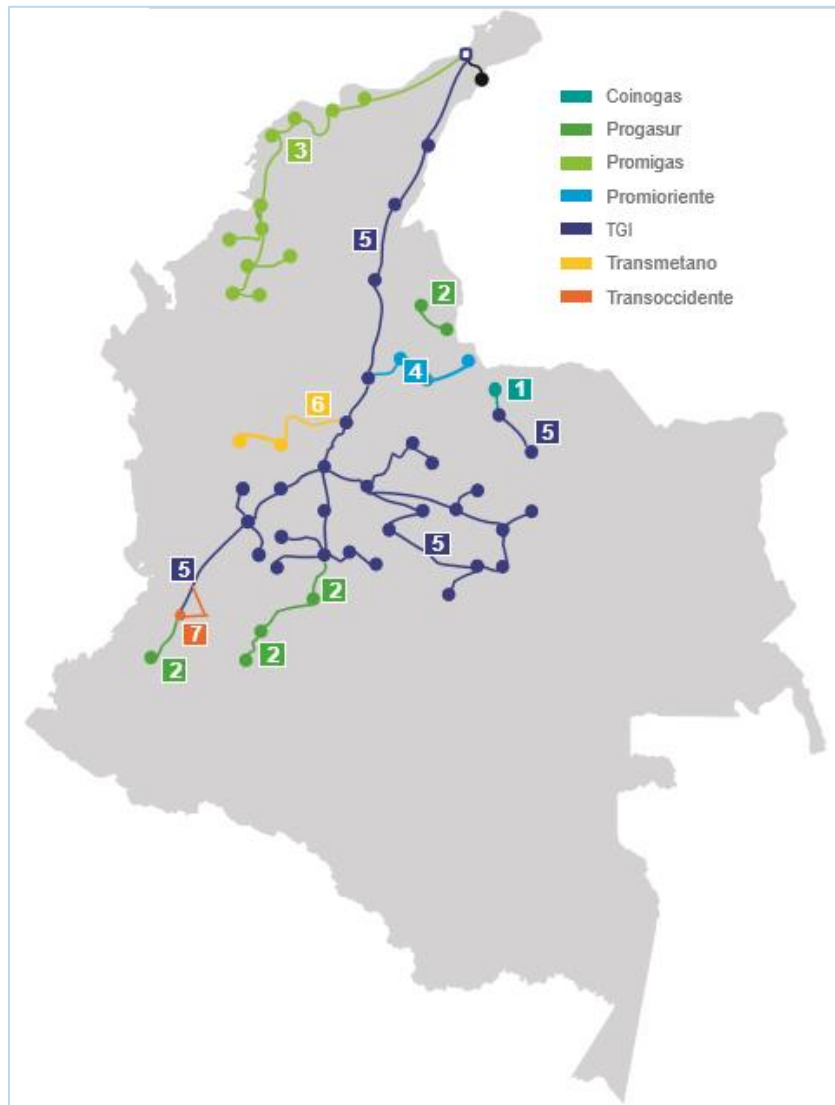 Coinogas
Progasur
Promigas
Promioriente
TGI
Transmetano
Transoccidente
3
5
2
4
1
6
5
5
5
2
7
2
2